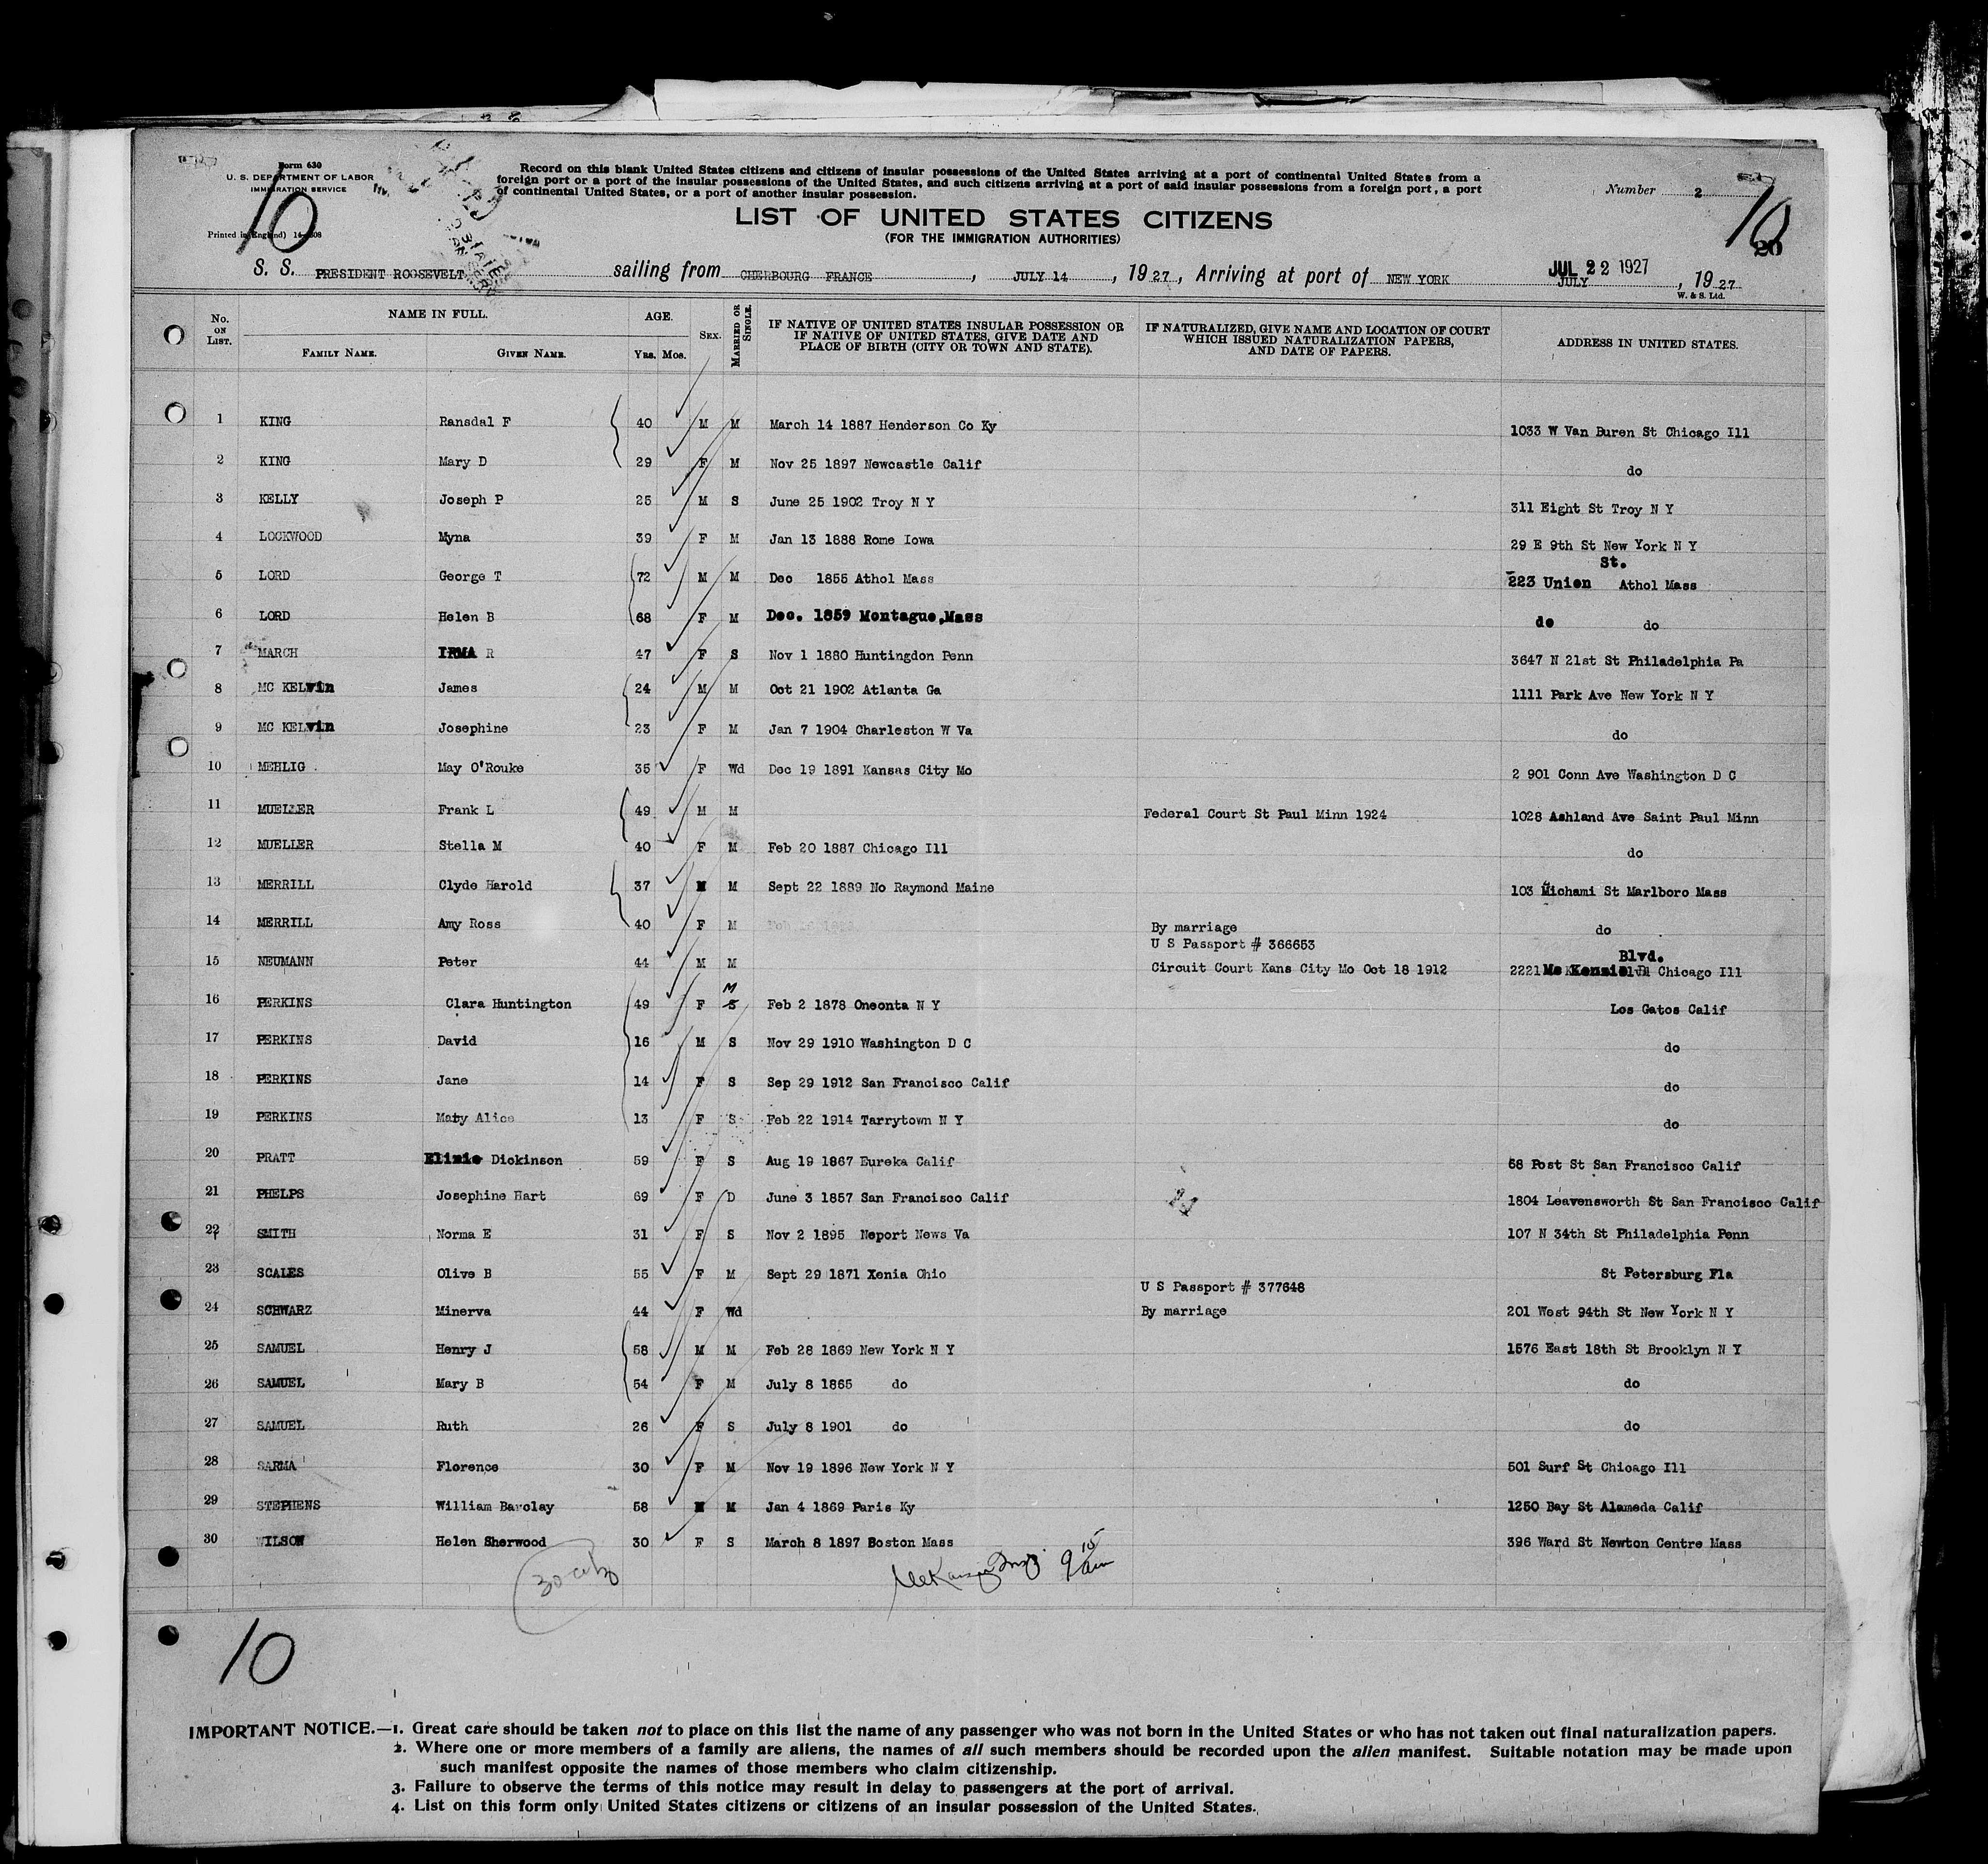 Form 630
U. S. DEPARTMENT OF LABOR
IMMIGRATION SERVICE
Printed in England) 14-308
10
Record on this blank United States citizens and citizens of insular possessions of the United States arriving at a port of continental United States from a
foreign port or a port of the insular possessions of the United States, and such citizens arriving at a port of said insular possessions from a foreign port, a port
of continental United States, or a port of another insular possession.
Number 2
10
20
LIST OF UNITED STATES CITIZENS
(FOR THE IMMIGRATION AUTHORITIES)
S. S. PRESIDENT ROOSEVELT sailing from CHERBOURG FRANCE , JULY 14 , 1927, Arriving at port of NEW YORK JUL 22 1927 JULY , 1927
W. & S. Ltd.
No. ON LIST. NAME IN FULL. FAMILY NAME. GIVEN NAME. AGE. YRS. MOS. SEX. MARRIED OR SINGLE. IF NATIVE OF UNITED STATES INSULAR POSSESSION OR IF NATIVE OF UNITED STATES, GIVE DATE AND PLACE OF BIRTH (CITY OR TOWN AND STATE). IF NATURALIZED, GIVE NAME AND LOCATION OF COURT WHICH ISSUED NATURALIZATION PAPERS, AND DATE OF PAPERS. ADDRESS IN UNITED STATES.
1 KING Ransdal F 40 M M March 14 1887 Henderson Co Ky 1033 W Van Buren St Chicago Ill
2 KING Mary D 29 F M Nov 25 1897 Newcastle Calif do
3 KELLY Joseph P 25 M S June 25 1902 Troy N Y 311 Eight St Troy N Y
4 LOCKWOOD Myna 39 F M Jan 13 1888 Rome Iowa 29 E 9th St New York N Y
5 LORD George T 72 M M Dec 1855 Athol Mass 223 Union St. Athol Mass
6 LORD Helen B 68 F M Dec. 1859 Montague,Mass do do
7 MARCH IRMA R 47 F S Nov 1 1880 Huntingdon Penn 3647 N 21st St Philadelphia Pa
8 MC KELvin James 24 M M Oct 21 1902 Atlanta Ga 1111 Park Ave New York N Y
9 MC KELvin Josephine 23 F M Jan 7 1904 Charleston W Va do
10 MEHLIG May O'Rouke 35 F Wd Dec 19 1891 Kansas City Mo 2 901 Conn Ave Washington D C
11 MUELLER Frank L 49 M M Federal Court St Paul Minn 1924 1028 Ashland Ave Saint Paul Minn
12 MUELLER Stella M 40 F M Feb 20 1887 Chicago Ill do
13 MERRILL Clyde Harold 37 M M Sept 22 1889 No Raymond Maine 103 Michami St Marlboro Mass
14 MERRILL Amy Ross 40 F M By marriage do
U S Passport # 366653
15 NEUMANN Peter 44 M M Circuit Court Kans City Mo Oct 18 1912 2221 Mc Kenzie Blvd. Chicago Ill
16 PERKINS Clara Huntington 49 F S M Feb 2 1878 Oneonta N Y Los Gatos Calif
17 PERKINS David 16 M S Nov 29 1910 Washington D C do
18 PERKINS Jane 14 F S Sep 29 1912 San Francisco Calif do
19 PERKINS Mary Alice 13 F S Feb 22 1914 Tarrytown N Y do
20 PRATT Dickinson 59 F S Aug 19 1867 Eureka Calif 68 Post St San Francisco Calif
21 PHELPS Josephine Hart 69 F D June 3 1857 San Francisco Calif 1804 Leavensworth St San Francisco Calif
22 SMITH Norma E 31 F S Nov 2 1895 Neport News Va 107 N 34th St Philadelphia Penn
23 SCALES Olive B 55 F M Sept 29 1871 Xenia Ohio St Petersburg Fla
U S Passport # 377648
24 SCHWARZ Minerva 44 F Wd By marriage 201 West 94th St New York N Y
25 SAMUEL Henry J 58 M M Feb 28 1869 New York N Y 1576 East 18th St Brooklyn N Y
26 SAMUEL Mary B 54 F M July 8 1865 do do
27 SAMUEL Ruth 26 F S July 8 1901 do do
28 SARMA Florence 30 F M Nov 19 1896 New York N Y 501 Surf St Chicago Ill
29 STEPHENS William Barclay 58 M M Jan 4 1869 Paris Ky 1250 Bay St Alameda Calif
30 WILSON Helen Sherwood 30 F S March 8 1897 Boston Mass 396 Ward St Newton Centre Mass
9 15 am
10
IMPORTANT NOTICE.—1. Great care should be taken not to place on this list the name of any passenger who was not born in the United States or who has not taken out final naturalization papers.
2. Where one or more members of a family are aliens, the names of all such members should be recorded upon the alien manifest. Suitable notation may be made upon
such manifest opposite the names of those members who claim citizenship.
3. Failure to observe the terms of this notice may result in delay to passengers at the port of arrival.
4. List on this form only United States citizens or citizens of an insular possession of the United States.